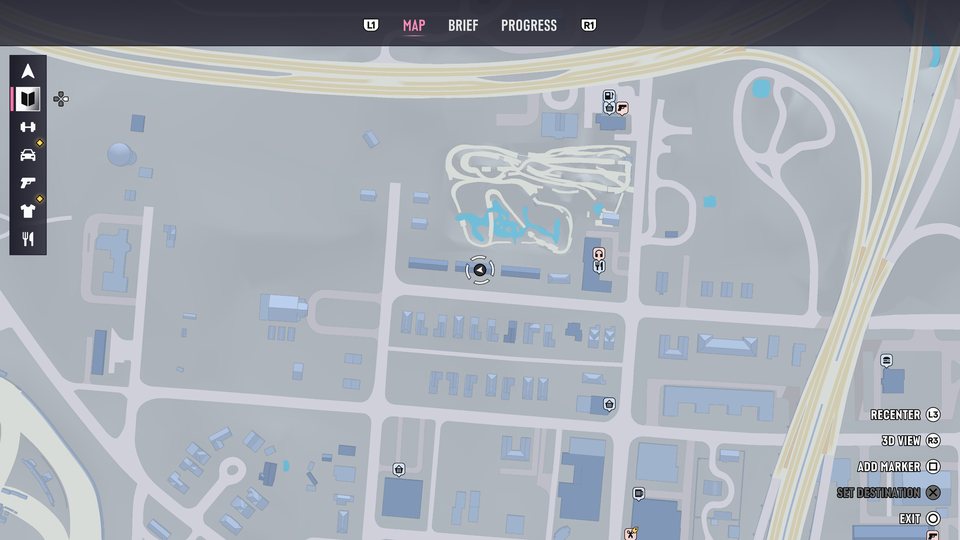 L1 MAP BRIEF PROGRESS R1
RECENTER L3
3D VIEW R3
ADD MARKER
SET DESTINATION
EXIT